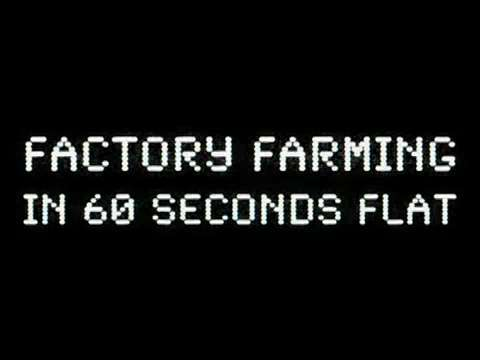 FACTORY FARMING
IN 60 SECONDS FLAT